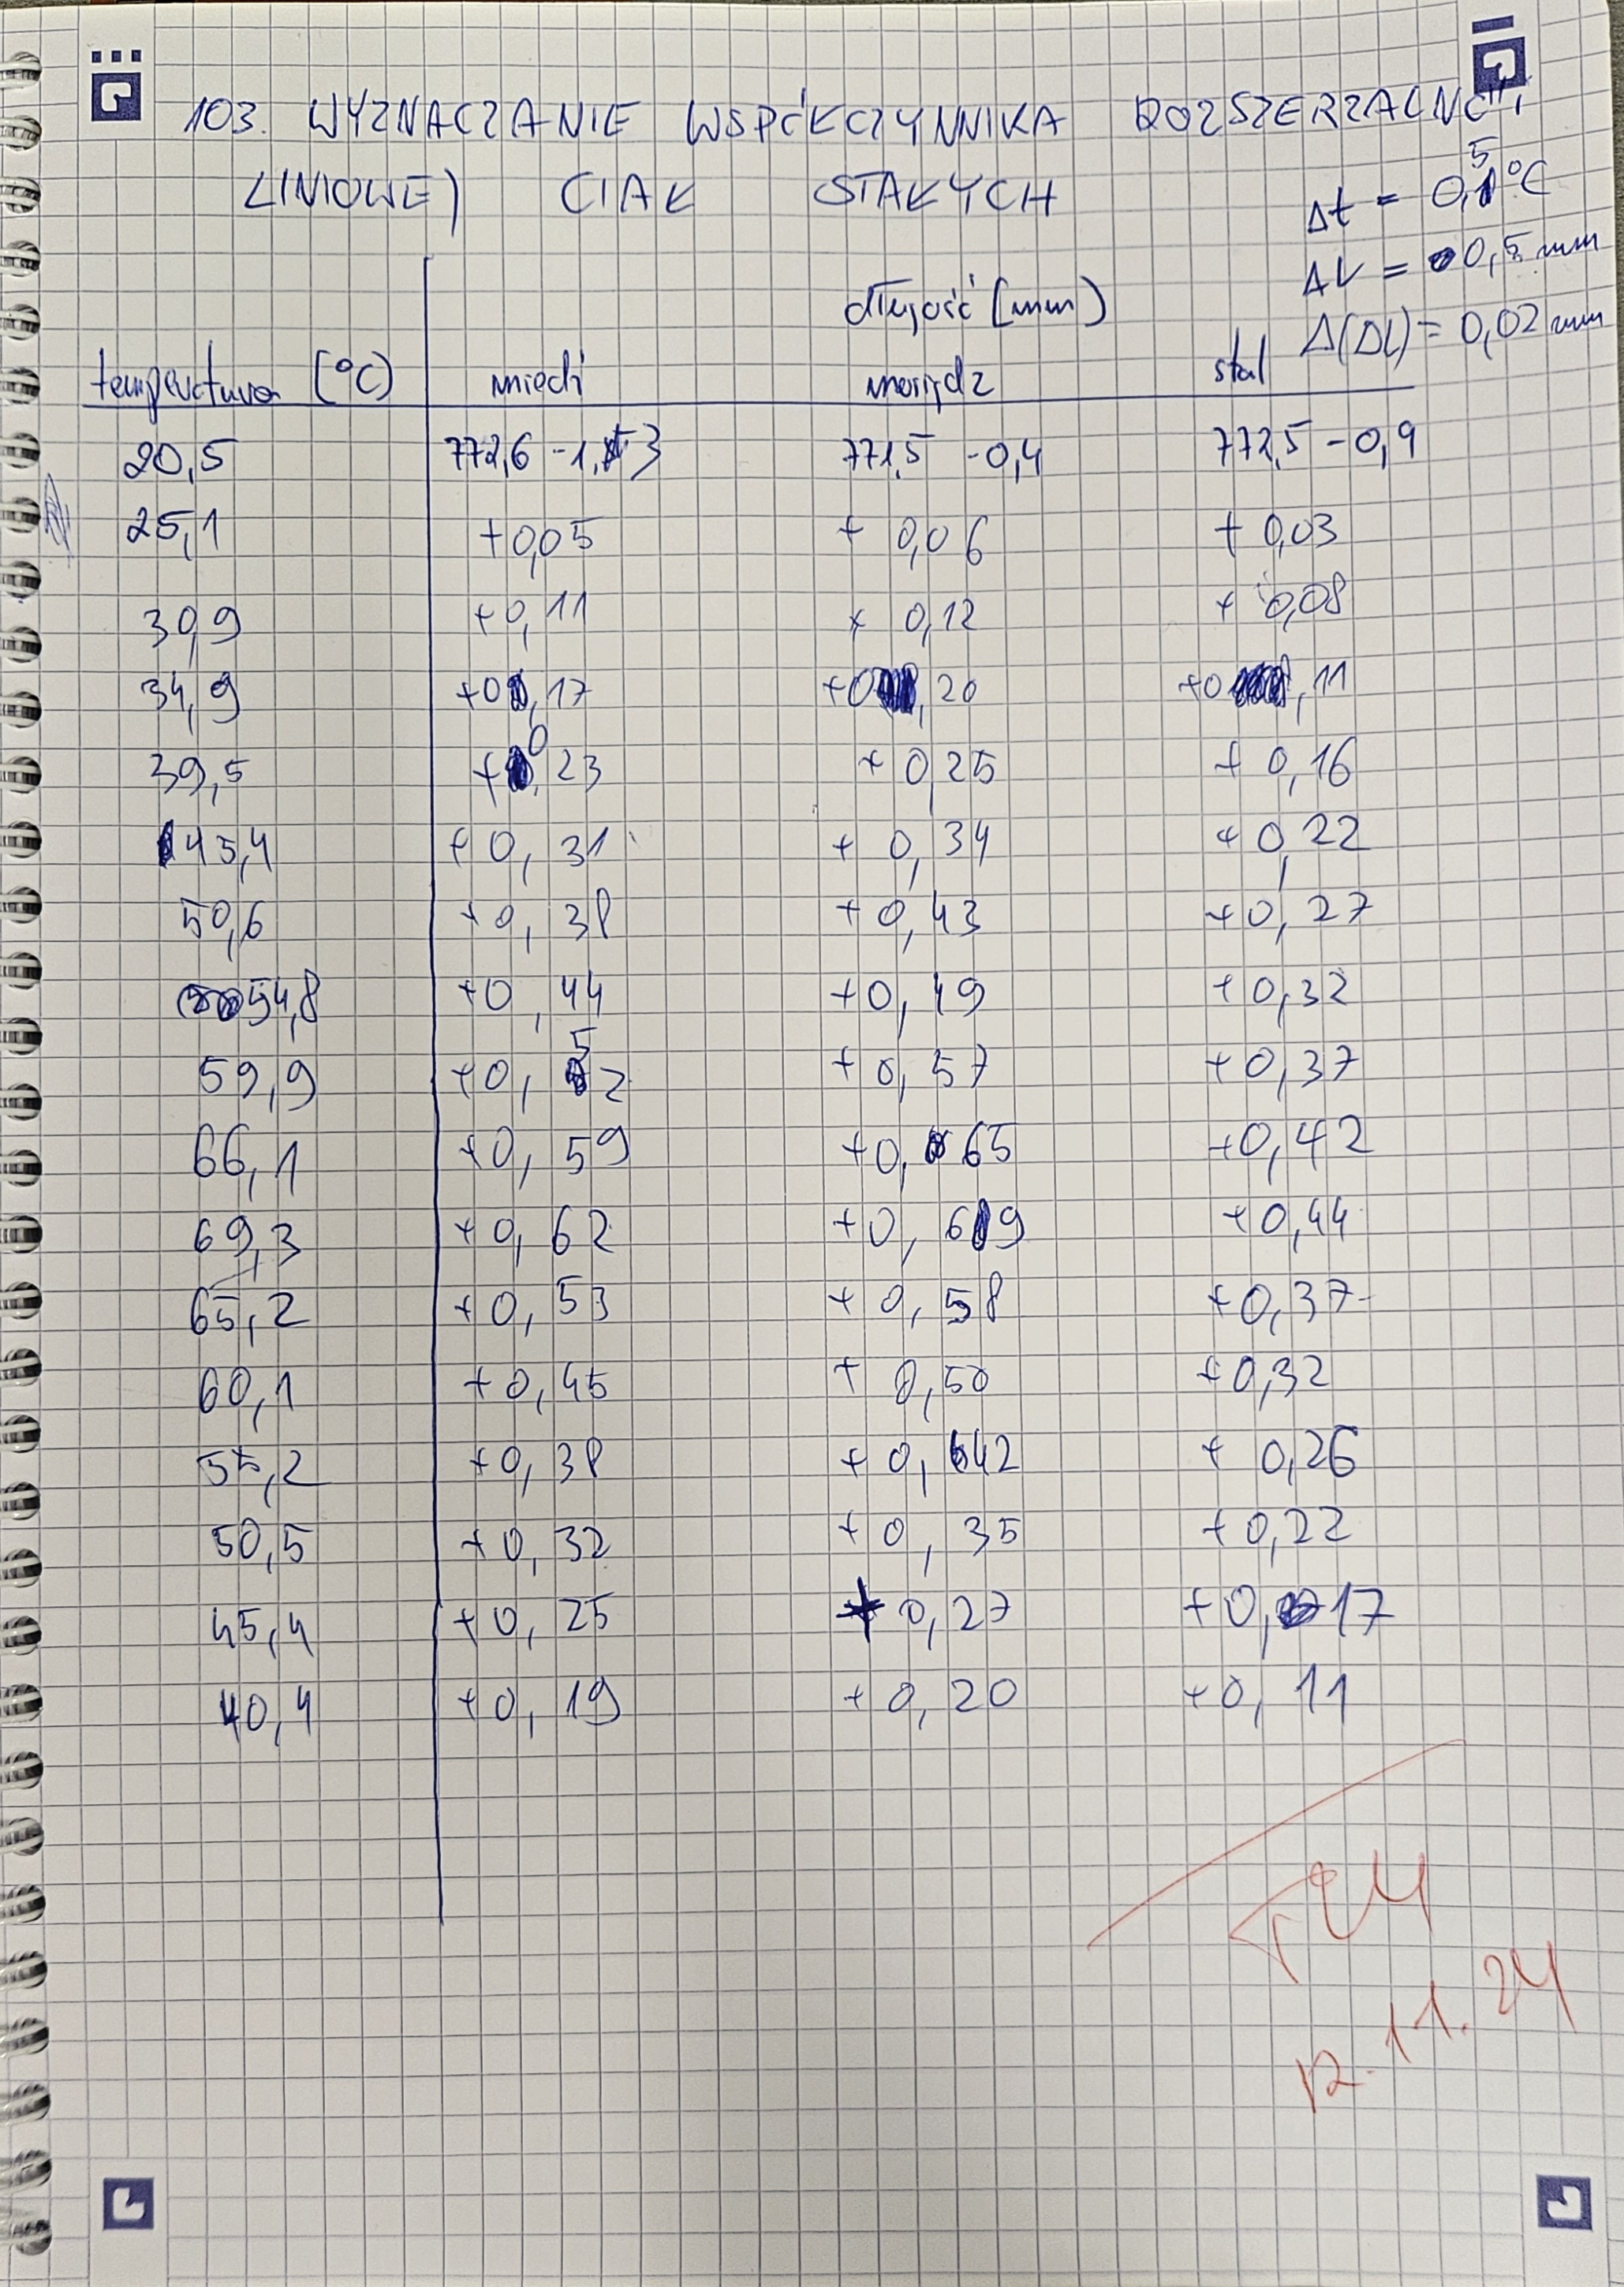 103. WYZNACZANIE WSPÓŁCZYNNIKA ROZSZERZALNOŚCI
LINIOWEJ CIAŁ STAŁYCH
Δt = 0,5°C
ΔL = 0,5 mm
Δ(ΔL) = 0,02 mm
długość [mm]
temperatura [°C] miedź mosiądz stal
20,5 772,6 -1,3 771,5 -0,4 772,5 -0,9
25,1 +0,05 + 0,06 + 0,03
30,9 +0,11 + 0,12 + 0,08
34,9 +0,17 +0,20 +0,11
39,5 +0,23 + 0,25 + 0,16
45,4 + 0,31 + 0,34 + 0,22
50,6 +0,38 +0,43 +0,27
54,8 +0,44 +0,49 +0,32
59,9 +0,52 +0,57 +0,37
66,1 +0,59 +0,65 +0,42
69,3 +0,62 +0,69 +0,44
65,2 +0,53 +0,58 +0,37
60,1 +0,45 + 0,50 +0,32
55,2 +0,38 + 0,42 + 0,26
50,5 +0,32 +0,35 +0,22
45,4 +0,25 + 0,27 +0,17
40,4 +0,19 + 0,20 +0,11
12.11.24